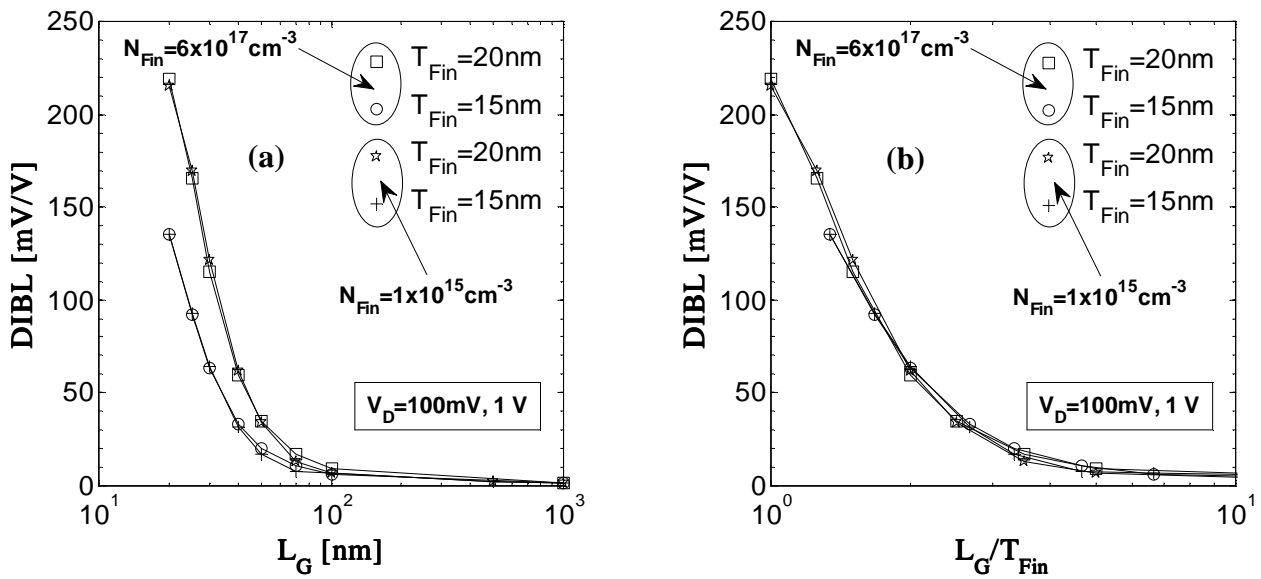 250
200
150
100
50
0
DIBL [mV/V]
N_Fin=6x10^17cm^-3
T_Fin=20nm
T_Fin=15nm
(a)
T_Fin=20nm
T_Fin=15nm
N_Fin=1x10^15cm^-3
V_D=100mV, 1 V
10^1
10^2
10^3
L_G [nm]
250
200
150
100
50
0
DIBL [mV/V]
N_Fin=6x10^17cm^-3
T_Fin=20nm
T_Fin=15nm
(b)
T_Fin=20nm
T_Fin=15nm
N_Fin=1x10^15cm^-3
V_D=100mV, 1 V
10^0
10^1
L_G/T_Fin